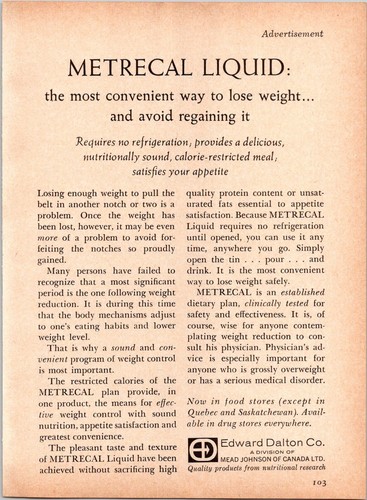 Advertisement
METRECAL LIQUID:
the most convenient way to lose weight...
and avoid regaining it
Requires no refrigeration; provides a delicious,
nutritionally sound, calorie-restricted meal;
satisfies your appetite
Losing enough weight to pull the
belt in another notch or two is a
problem. Once the weight has
been lost, however, it may be even
more of a problem to avoid for-
feiting the notches so proudly
gained.
Many persons have failed to
recognize that a most significant
period is the one following weight
reduction. It is during this time
that the body mechanisms adjust
to one's eating habits and lower
weight level.
That is why a sound and con-
venient program of weight control
is most important.
The restricted calories of the
METRECAL plan provide, in
one product, the means for effec-
tive weight control with sound
nutrition, appetite satisfaction and
greatest convenience.
The pleasant taste and texture
of METRECAL Liquid have been
achieved without sacrificing high
quality protein content or unsat-
urated fats essential to appetite
satisfaction. Because METRECAL
Liquid requires no refrigeration
until opened, you can use it any
time, anywhere you go. Simply
open the tin . . . pour . . . and
drink. It is the most convenient
way to lose weight safely.
METRECAL is an established
dietary plan, clinically tested for
safety and effectiveness. It is, of
course, wise for anyone contem-
plating weight reduction to con-
sult his physician. Physician's ad-
vice is especially important for
anyone who is grossly overweight
or has a serious medical disorder.
Now in food stores (except in
Quebec and Saskatchewan). Avail-
able in drug stores everywhere.
Edward Dalton Co.
A DIVISION OF
MEAD JOHNSON OF CANADA LTD.
Quality products from nutritional research
103